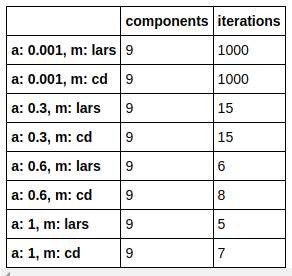 components iterations
a: 0.001, m: lars 9 1000
a: 0.001, m: cd 9 1000
a: 0.3, m: lars 9 15
a: 0.3, m: cd 9 15
a: 0.6, m: lars 9 6
a: 0.6, m: cd 9 8
a: 1, m: lars 9 5
a: 1, m: cd 9 7